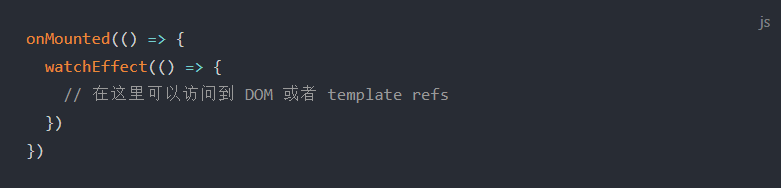 js
onMounted(() => {
  watchEffect(() => {
    // 在这里可以访问到 DOM 或者 template refs
  })
})